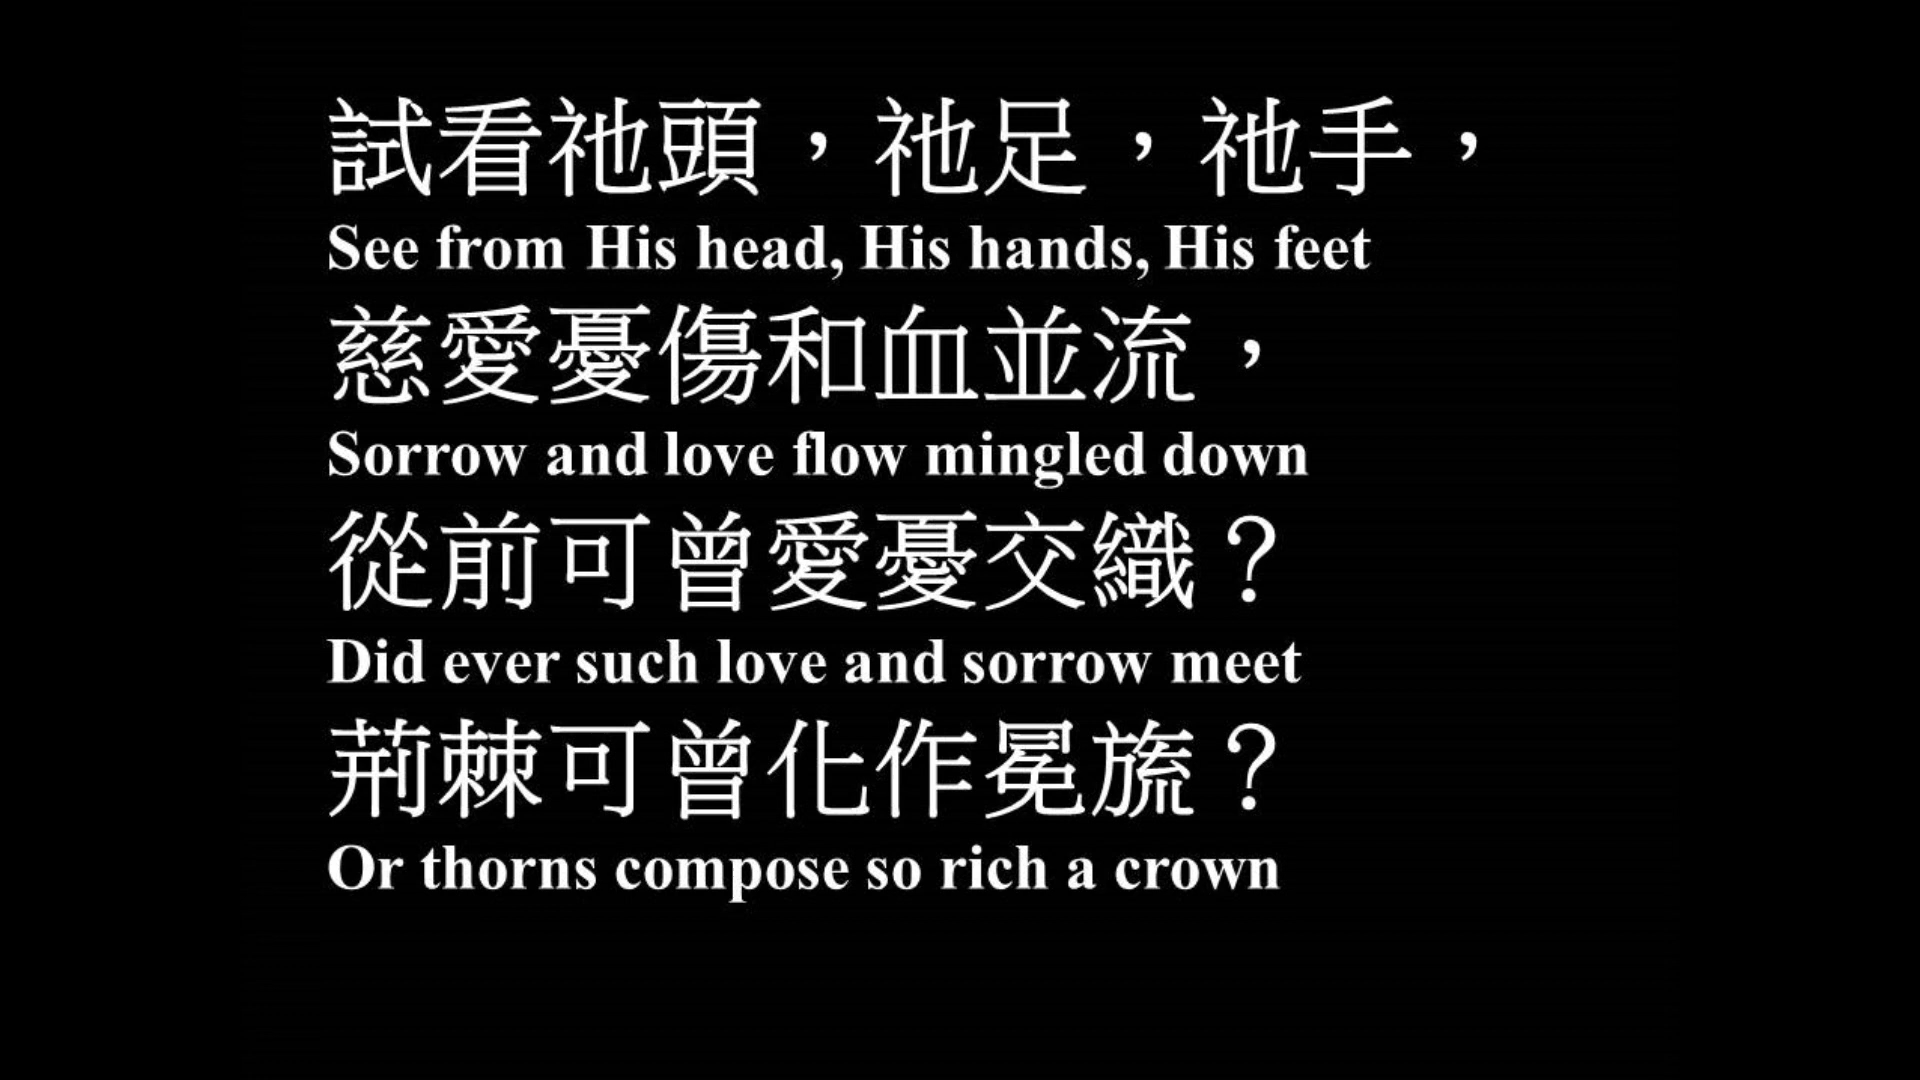 試看祂頭，祂足，祂手，
See from His head, His hands, His feet
慈愛憂傷和血並流，
Sorrow and love flow mingled down
從前可曾愛憂交織？
Did ever such love and sorrow meet
荊棘可曾化作冕旒？
Or thorns compose so rich a crown